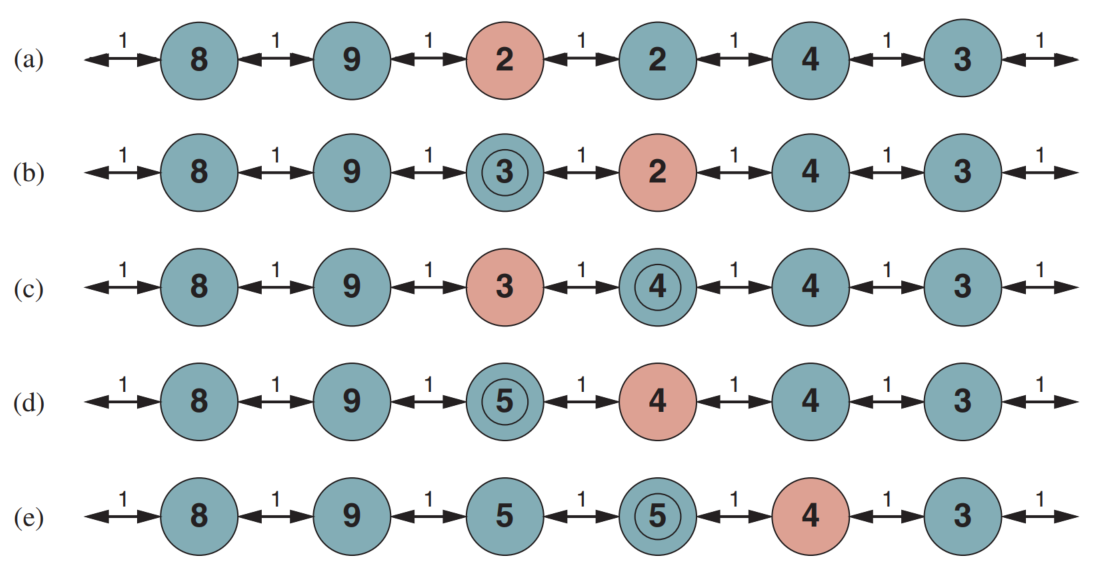 1 1 1 1 1 1 1
(a) 8 9 2 2 4 3
1 1 1 1 1 1 1
(b) 8 9 3 2 4 3
1 1 1 1 1 1 1
(c) 8 9 3 4 4 3
1 1 1 1 1 1 1
(d) 8 9 5 4 4 3
1 1 1 1 1 1 1
(e) 8 9 5 5 4 3